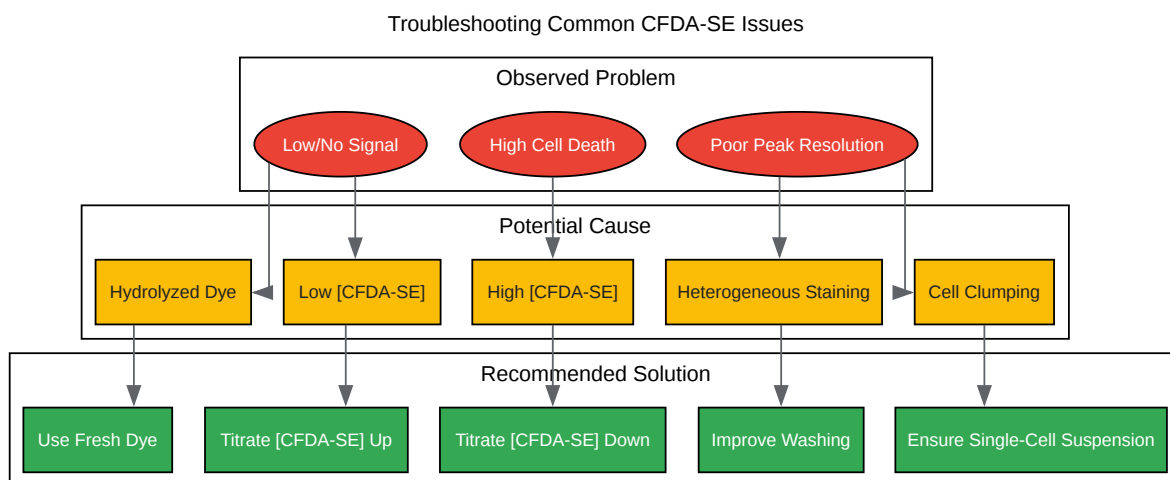 Troubleshooting Common CFDA-SE Issues
Observed Problem
Low/No Signal
High Cell Death
Poor Peak Resolution
Potential Cause
Hydrolyzed Dye
Low [CFDA-SE]
High [CFDA-SE]
Heterogeneous Staining
Cell Clumping
Recommended Solution
Use Fresh Dye
Titrate [CFDA-SE] Up
Titrate [CFDA-SE] Down
Improve Washing
Ensure Single-Cell Suspension